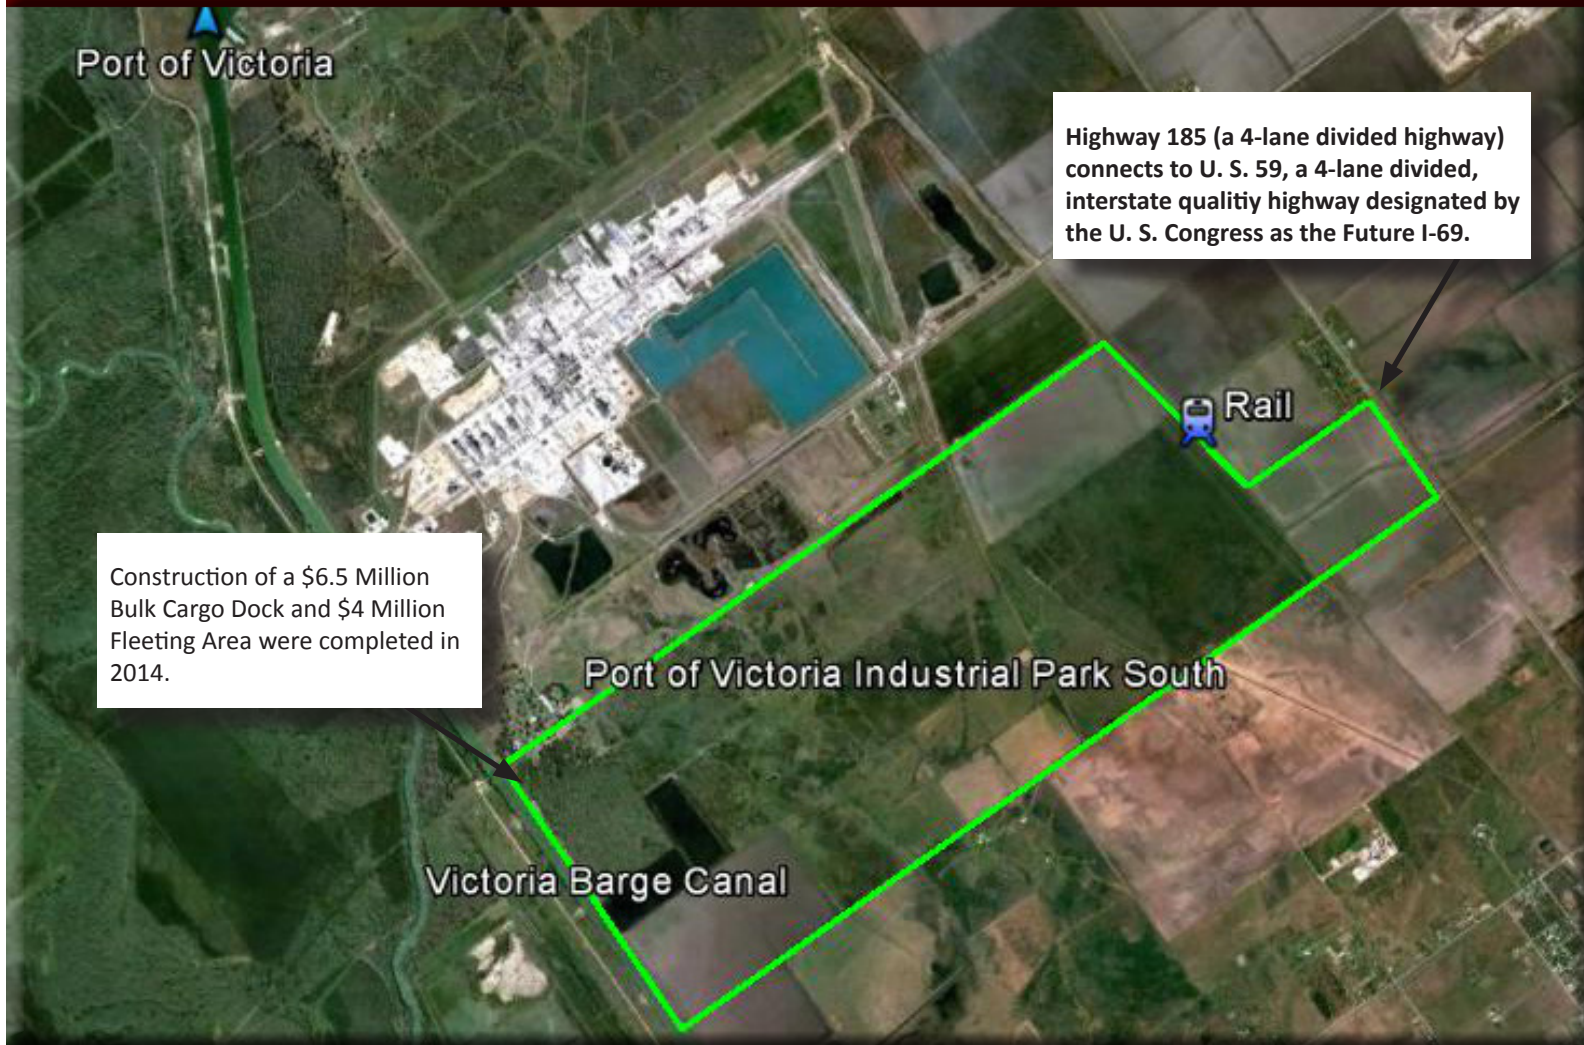 Port of Victoria
Highway 185 (a 4-lane divided highway)
connects to U. S. 59, a 4-lane divided,
interstate qualitiy highway designated by
the U. S. Congress as the Future I-69.
Rail
Construction of a $6.5 Million
Bulk Cargo Dock and $4 Million
Fleeting Area were completed in
2014.
Port of Victoria Industrial Park South
Victoria Barge Canal